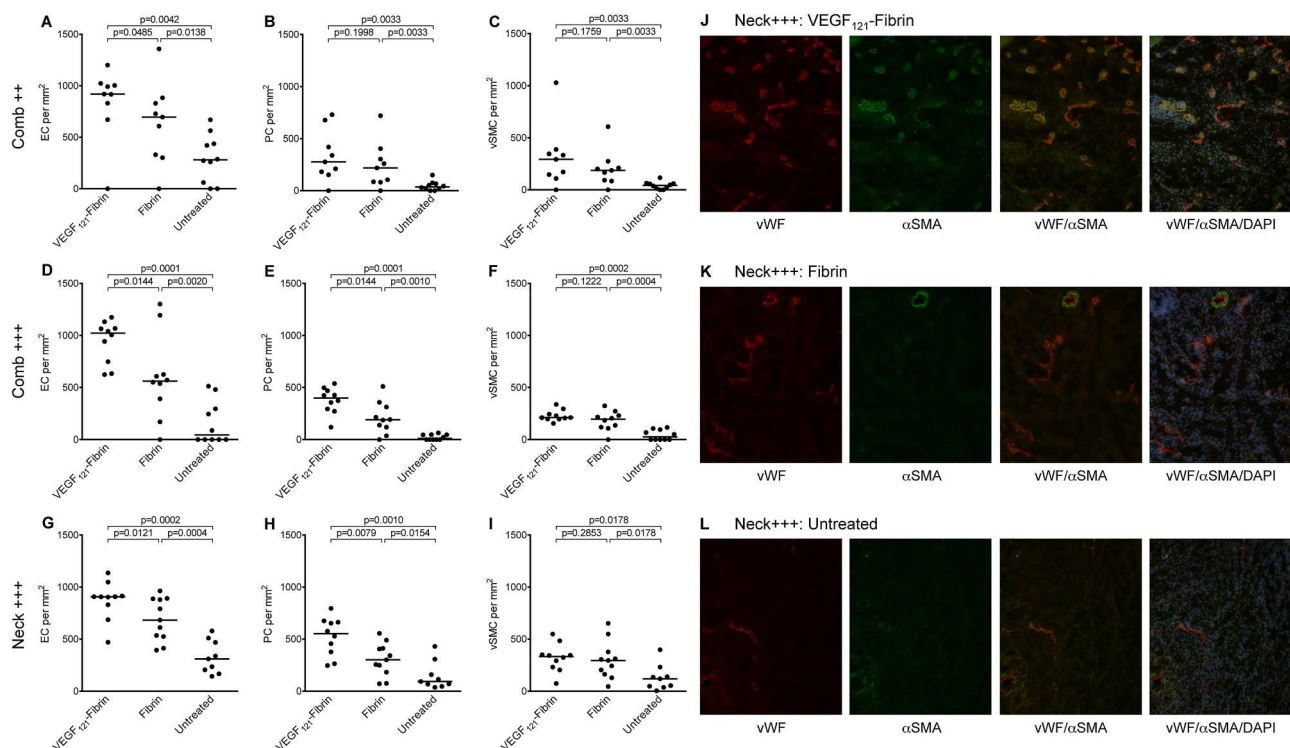 A
p=0.0042
p=0.0485 p=0.0138
1500
1000
500
0
EC per mm²
VEGF₁₂₁-Fibrin
Fibrin
Untreated
Comb ++
B
p=0.0033
p=0.1998 p=0.0033
1500
1000
500
0
PC per mm²
VEGF₁₂₁-Fibrin
Fibrin
Untreated
C
p=0.0033
p=0.1759 p=0.0033
1500
1000
500
0
vSMC per mm²
VEGF₁₂₁-Fibrin
Fibrin
Untreated
J Neck+++: VEGF₁₂₁-Fibrin
vWF αSMA vWF/αSMA vWF/αSMA/DAPI
D
p=0.0001
p=0.0144 p=0.0020
1500
1000
500
0
EC per mm²
VEGF₁₂₁-Fibrin
Fibrin
Untreated
Comb +++
E
p=0.0001
p=0.0144 p=0.0010
1500
1000
500
0
PC per mm²
VEGF₁₂₁-Fibrin
Fibrin
Untreated
F
p=0.0002
p=0.1222 p=0.0004
1500
1000
500
0
vSMC per mm²
VEGF₁₂₁-Fibrin
Fibrin
Untreated
K Neck+++: Fibrin
vWF αSMA vWF/αSMA vWF/αSMA/DAPI
G
p=0.0002
p=0.0121 p=0.0004
1500
1000
500
0
EC per mm²
VEGF₁₂₁-Fibrin
Fibrin
Untreated
Neck +++
H
p=0.0010
p=0.0079 p=0.0154
1500
1000
500
0
PC per mm²
VEGF₁₂₁-Fibrin
Fibrin
Untreated
I
p=0.0178
p=0.2853 p=0.0178
1500
1000
500
0
vSMC per mm²
VEGF₁₂₁-Fibrin
Fibrin
Untreated
L Neck+++: Untreated
vWF αSMA vWF/αSMA vWF/αSMA/DAPI